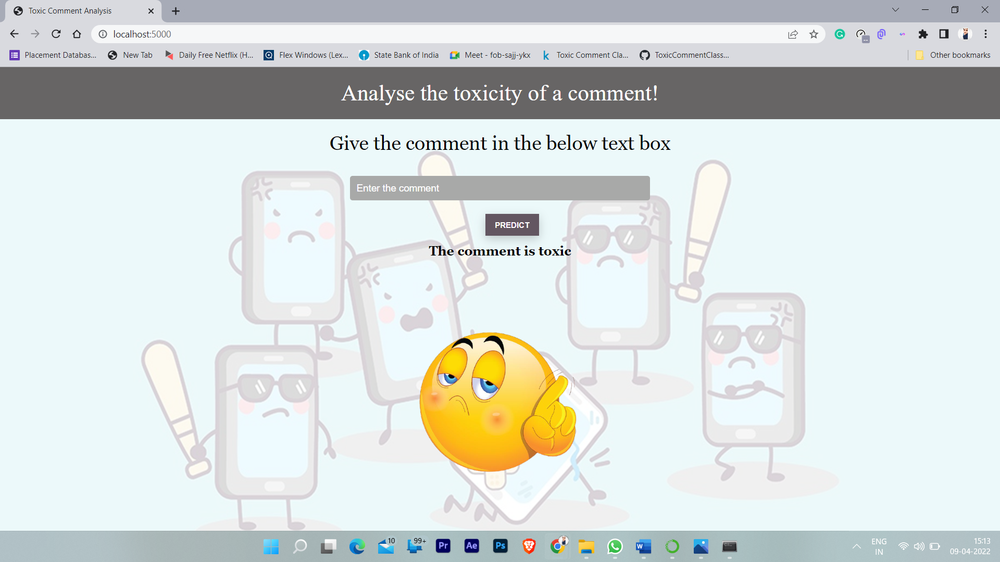 Toxic Comment Analysis
localhost:5000
Placement Databas...
New Tab
Daily Free Netflix (H...
Flex Windows (Lex...
State Bank of India
Meet - fob-sajj-ykx
Toxic Comment Cla...
ToxicCommentClass...
Other bookmarks
Analyse the toxicity of a comment!
Give the comment in the below text box
Enter the comment
PREDICT
The comment is toxic
10
99+
Pr
Ae
Ps
W
ENG
IN
15:13
09-04-2022